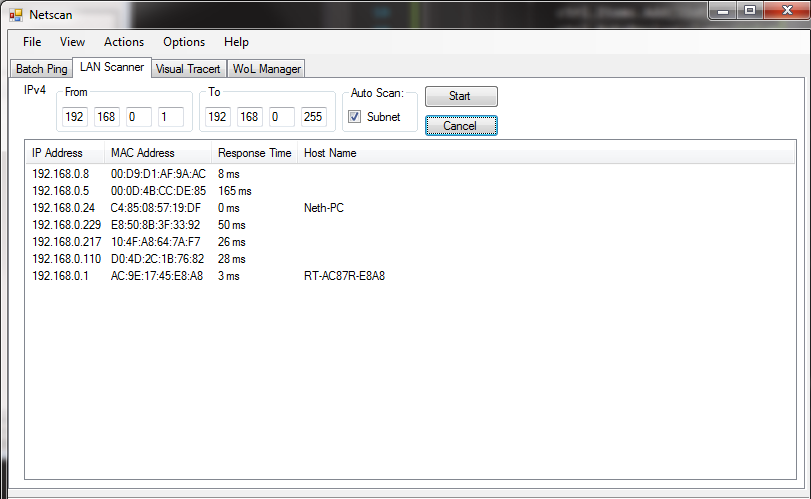 Netscan
File View Actions Options Help
Batch Ping LAN Scanner Visual Tracert WoL Manager
IPv4 From To Auto Scan: Start
192 168 0 1 192 168 0 255 Subnet
Cancel
IP Address MAC Address Response Time Host Name
192.168.0.8 00:D9:D1:AF:9A:AC 8 ms
192.168.0.5 00:0D:4B:CC:DE:85 165 ms
192.168.0.24 C4:85:08:57:19:DF 0 ms Neth-PC
192.168.0.229 E8:50:8B:3F:33:92 50 ms
192.168.0.217 10:4F:A8:64:7A:F7 26 ms
192.168.0.110 D0:4D:2C:1B:76:82 28 ms
192.168.0.1 AC:9E:17:45:E8:A8 3 ms RT-AC87R-E8A8